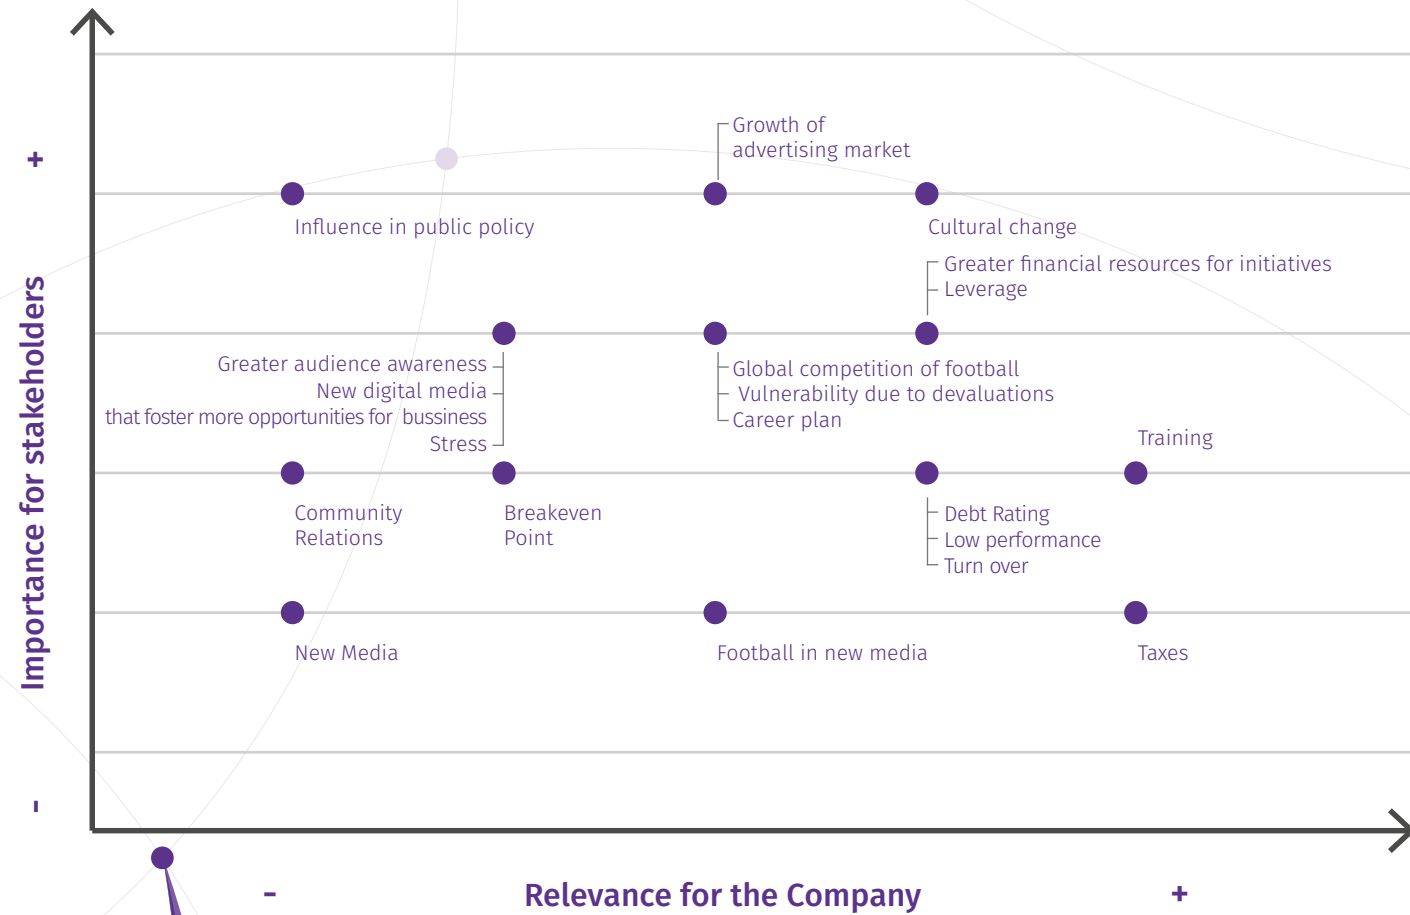 +
Importance for stakeholders
-
Growth of
advertising market
Influence in public policy
Cultural change
Greater financial resources for initiatives
Leverage
Greater audience awareness
New digital media
that foster more opportunities for bussiness
Stress
Global competition of football
Vulnerability due to devaluations
Career plan
Training
Community
Relations
Breakeven
Point
Debt Rating
Low performance
Turn over
New Media
Football in new media
Taxes
-
Relevance for the Company
+